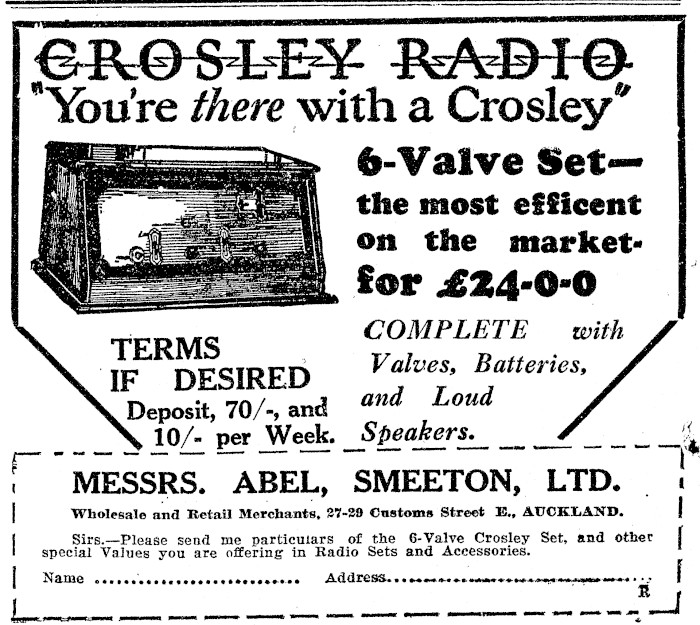 CROSLEY RADIO
"You're there with a Crosley"
6-Valve Set—
the most efficent
on the market-
for £24-0-0
COMPLETE with
Valves, Batteries,
and Loud
Speakers.
TERMS
IF DESIRED
Deposit, 70/-, and
10/- per Week.
MESSRS. ABEL, SMEETON, LTD.
Wholesale and Retail Merchants, 27-29 Customs Street E., AUCKLAND.
Sirs.—Please send me particulars of the 6-Valve Crosley Set, and other
special Values you are offering in Radio Sets and Accessories.
Name ............................. Address......................................
R